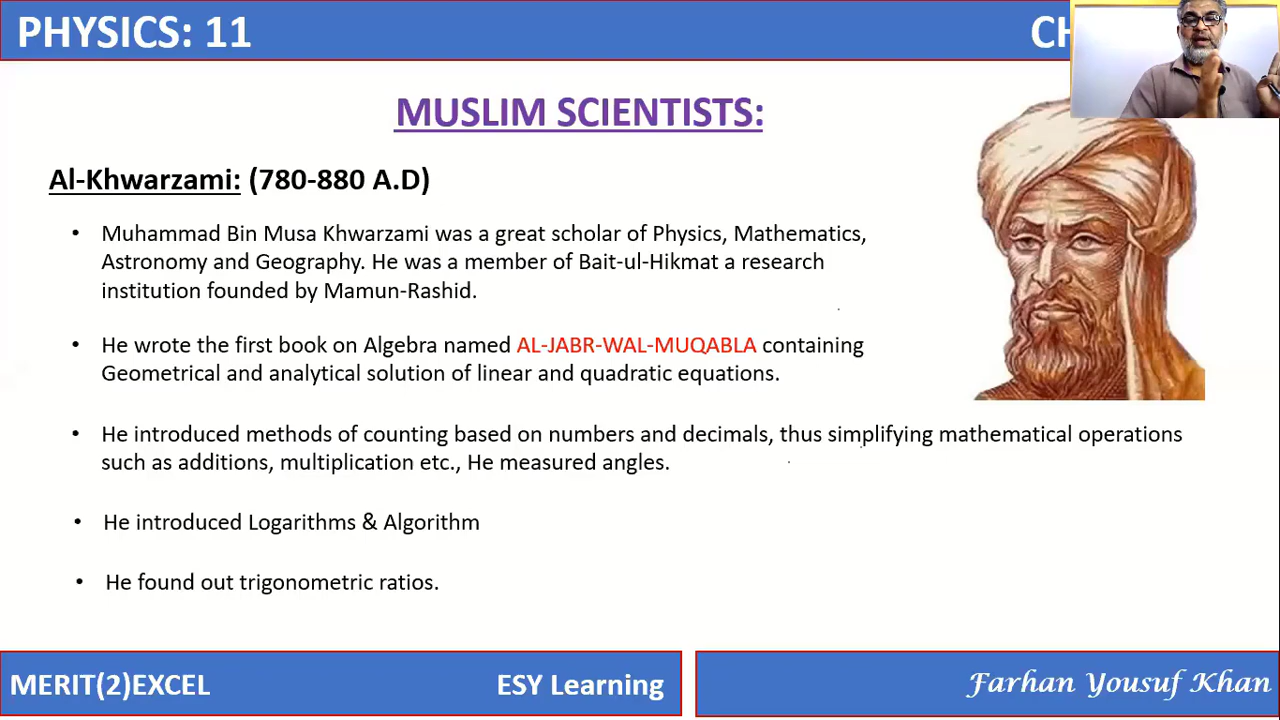 PHYSICS: 11
CH
MUSLIM SCIENTISTS:
Al-Khwarzami: (780-880 A.D)
• Muhammad Bin Musa Khwarzami was a great scholar of Physics, Mathematics,
Astronomy and Geography. He was a member of Bait-ul-Hikmat a research
institution founded by Mamun-Rashid.
• He wrote the first book on Algebra named AL-JABR-WAL-MUQABLA containing
Geometrical and analytical solution of linear and quadratic equations.
• He introduced methods of counting based on numbers and decimals, thus simplifying mathematical operations
such as additions, multiplication etc., He measured angles.
• He introduced Logarithms & Algorithm
• He found out trigonometric ratios.
MERIT(2)EXCEL
ESY Learning
Farhan Yousuf Khan